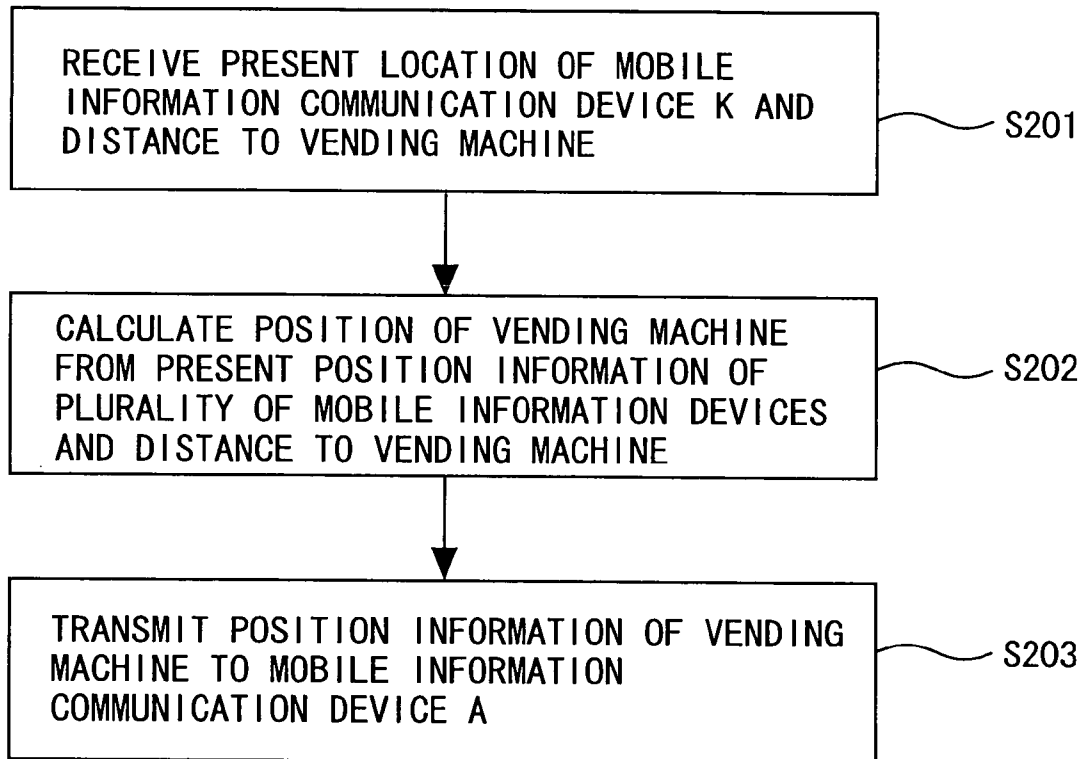 RECEIVE PRESENT LOCATION OF MOBILE
INFORMATION COMMUNICATION DEVICE K AND
DISTANCE TO VENDING MACHINE
S201
CALCULATE POSITION OF VENDING MACHINE
FROM PRESENT POSITION INFORMATION OF
PLURALITY OF MOBILE INFORMATION DEVICES
AND DISTANCE TO VENDING MACHINE
S202
TRANSMIT POSITION INFORMATION OF VENDING
MACHINE TO MOBILE INFORMATION
COMMUNICATION DEVICE A
S203